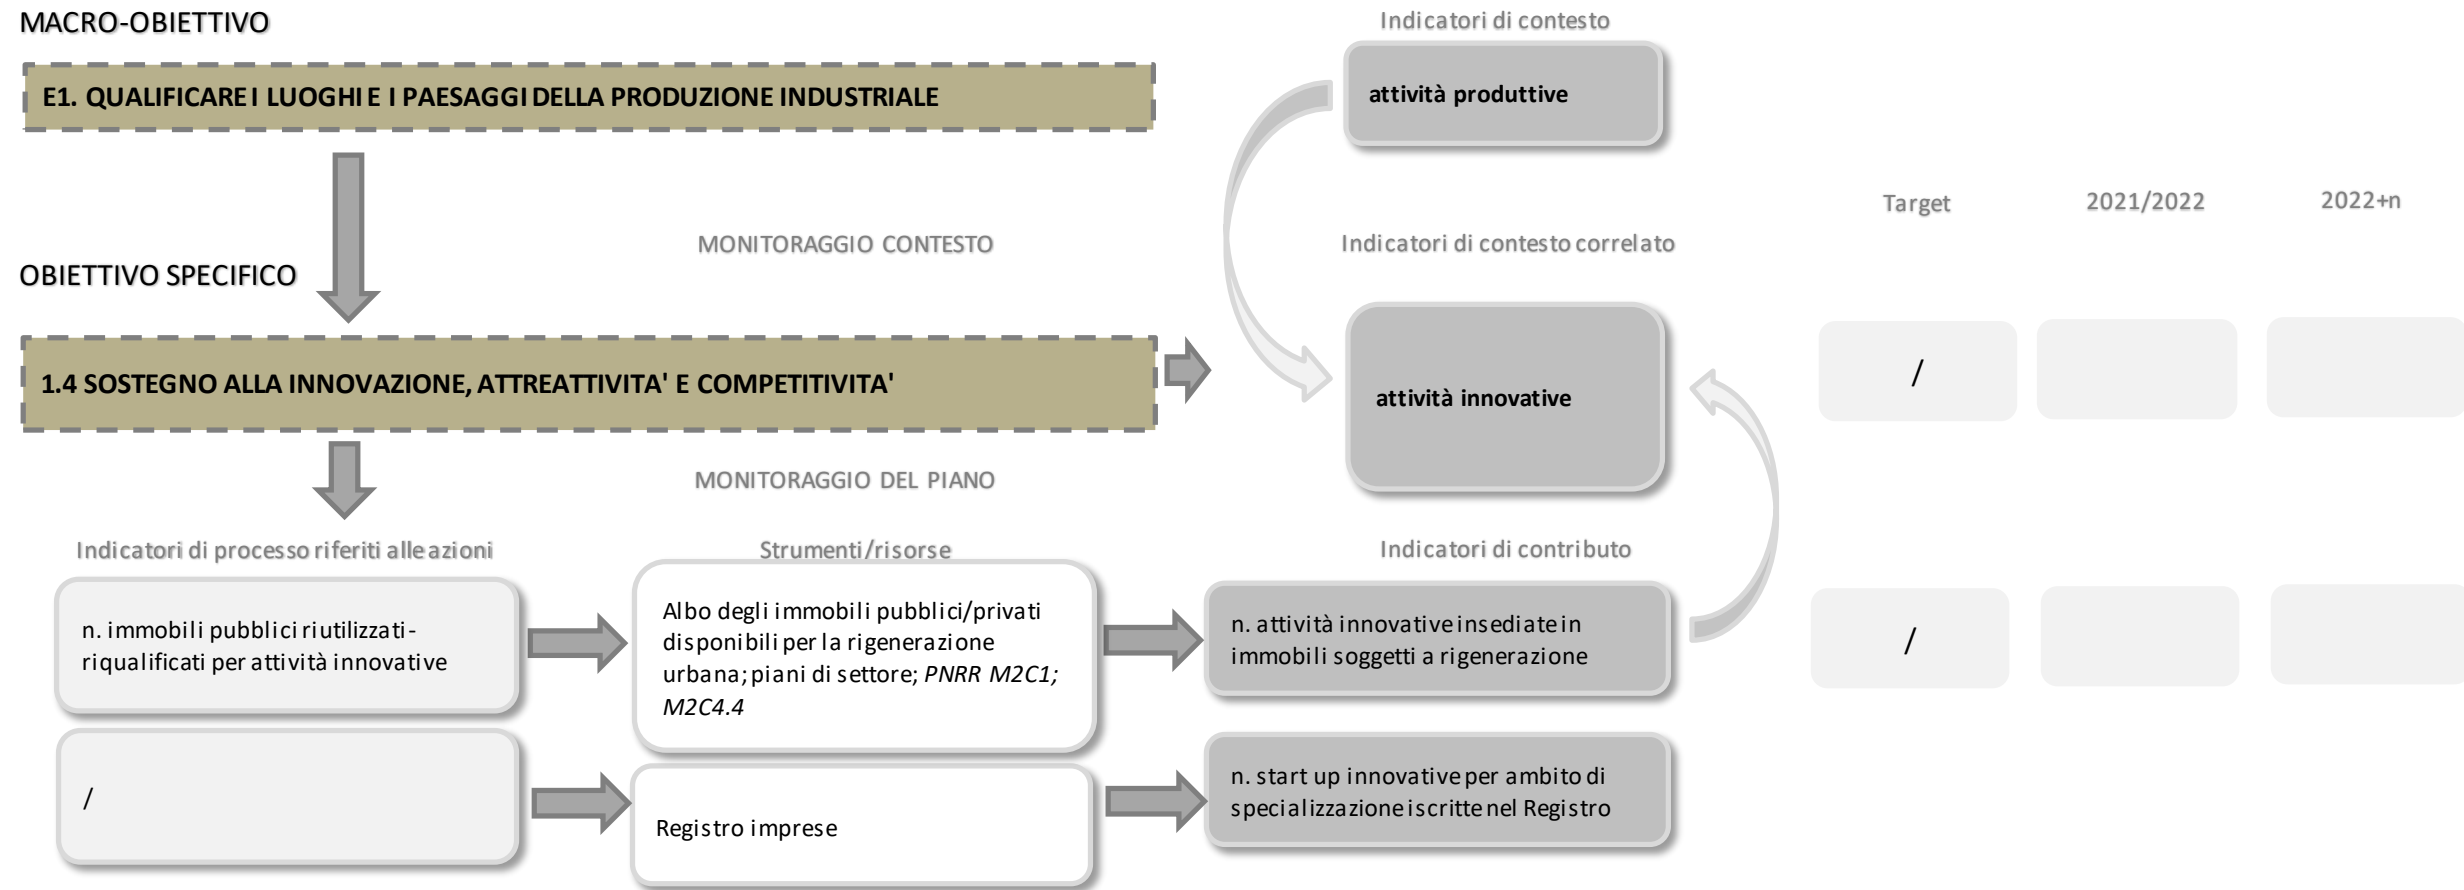 MACRO-OBIETTIVO
Indicatori di contesto
E1. QUALIFICARE I LUOGHI E I PAESAGGI DELLA PRODUZIONE INDUSTRIALE
attività produttive
Target
2021/2022
2022+n
MONITORAGGIO CONTESTO
Indicatori di contesto correlato
OBIETTIVO SPECIFICO
1.4 SOSTEGNO ALLA INNOVAZIONE, ATTREATTIVITA' E COMPETITIVITA'
attività innovative
/
MONITORAGGIO DEL PIANO
Indicatori di processo riferiti alle azioni
Strumenti/risorse
Indicatori di contributo
n. immobili pubblici riutilizzati-
riqualificati per attività innovative
Albo degli immobili pubblici/privati
disponibili per la rigenerazione
urbana; piani di settore; PNRR M2C1;
M2C4.4
n. attività innovative insediate in
immobili soggetti a rigenerazione
/
/
Registro imprese
n. start up innovative per ambito di
specializzazione iscritte nel Registro